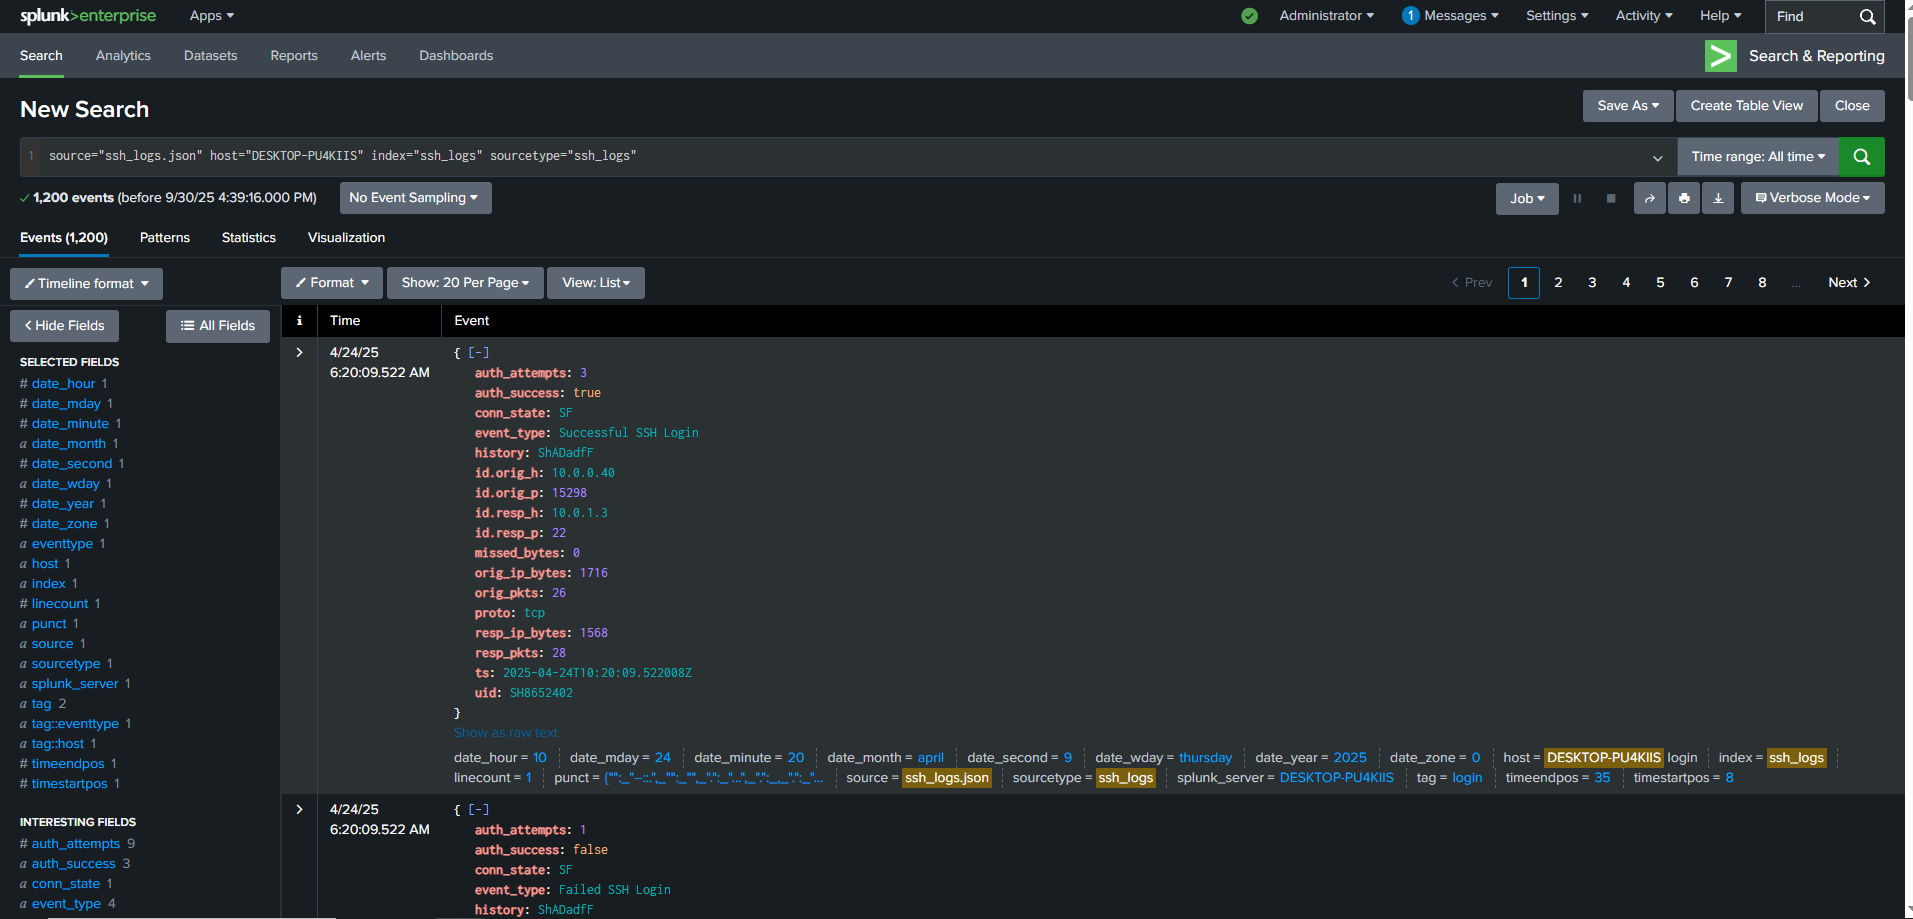 splunk>enterprise Apps Administrator 1 Messages Settings Activity Help Find
Search Analytics Datasets Reports Alerts Dashboards Search & Reporting
New Search Save As Create Table View Close
1 source="ssh_logs.json" host="DESKTOP-PU4KIIS" index="ssh_logs" sourcetype="ssh_logs" Time range: All time
1,200 events (before 9/30/25 4:39:16.000 PM) No Event Sampling Job Verbose Mode
Events (1,200) Patterns Statistics Visualization
Timeline format Format Show: 20 Per Page View: List < Prev 1 2 3 4 5 6 7 8 ... Next >
< Hide Fields All Fields
SELECTED FIELDS
# date_hour 1
# date_mday 1
# date_minute 1
a date_month 1
# date_second 1
a date_wday 1
# date_year 1
# date_zone 1
a eventtype 1
a host 1
a index 1
# linecount 1
a punct 1
a source 1
a sourcetype 1
a splunk_server 1
a tag 2
a tag::eventtype 1
a tag::host 1
# timeendpos 1
# timestartpos 1
INTERESTING FIELDS
# auth_attempts 9
a auth_success 3
a conn_state 1
a event_type 4
i Time Event
> 4/24/25 { [-]
6:20:09.522 AM auth_attempts: 3
auth_success: true
conn_state: SF
event_type: Successful SSH Login
history: ShADadfF
id.orig_h: 10.0.0.40
id.orig_p: 15298
id.resp_h: 10.0.1.3
id.resp_p: 22
missed_bytes: 0
orig_ip_bytes: 1716
orig_pkts: 26
proto: tcp
resp_ip_bytes: 1568
resp_pkts: 28
ts: 2025-04-24T10:20:09.522008Z
uid: SH8652402
}
Show as raw text
date_hour = 10 date_mday = 24 date_minute = 20 date_month = april date_second = 9 date_wday = thursday date_year = 2025 date_zone = 0 host = DESKTOP-PU4KIIS login index = ssh_logs
linecount = 1 punct = source = ssh_logs.json sourcetype = ssh_logs splunk_server = DESKTOP-PU4KIIS tag = login timeendpos = 35 timestartpos = 8
> 4/24/25 { [-]
6:20:09.522 AM auth_attempts: 1
auth_success: false
conn_state: SF
event_type: Failed SSH Login
history: ShADadfF